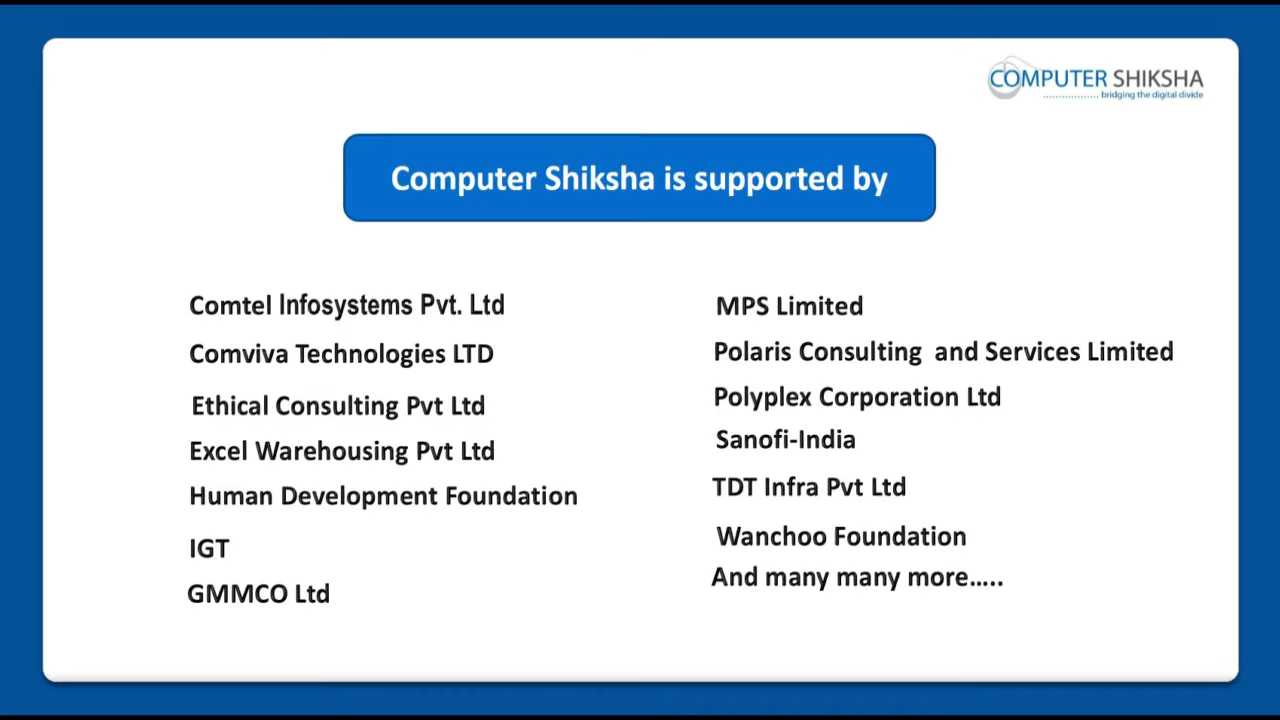 COMPUTER SHIKSHA
.................. bridging the digital divide
Computer Shiksha is supported by
Comtel Infosystems Pvt. Ltd
Comviva Technologies LTD
Ethical Consulting Pvt Ltd
Excel Warehousing Pvt Ltd
Human Development Foundation
IGT
GMMCO Ltd
MPS Limited
Polaris Consulting  and Services Limited
Polyplex Corporation Ltd
Sanofi-India
TDT Infra Pvt Ltd
Wanchoo Foundation
And many many more.....